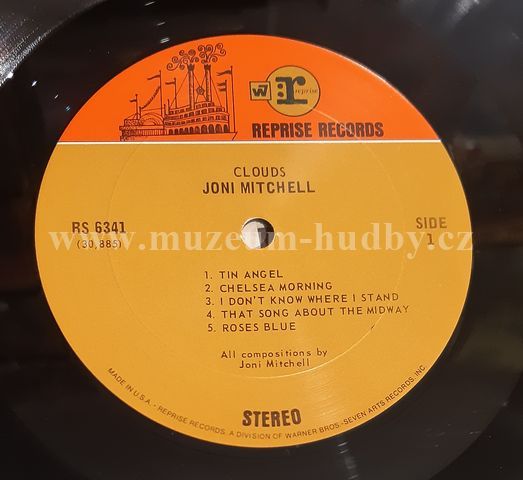 W7 r reprise
REPRISE RECORDS
CLOUDS
JONI MITCHELL
RS 6341
(30,885)
SIDE
1
www.muzeum-hudby.cz
1. TIN ANGEL
2. CHELSEA MORNING
3. I DON'T KNOW WHERE I STAND
4. THAT SONG ABOUT THE MIDWAY
5. ROSES BLUE
All compositions by
Joni Mitchell
STEREO
MADE IN U.S.A. - REPRISE RECORDS, A DIVISION OF WARNER BROS.-SEVEN ARTS RECORDS, INC